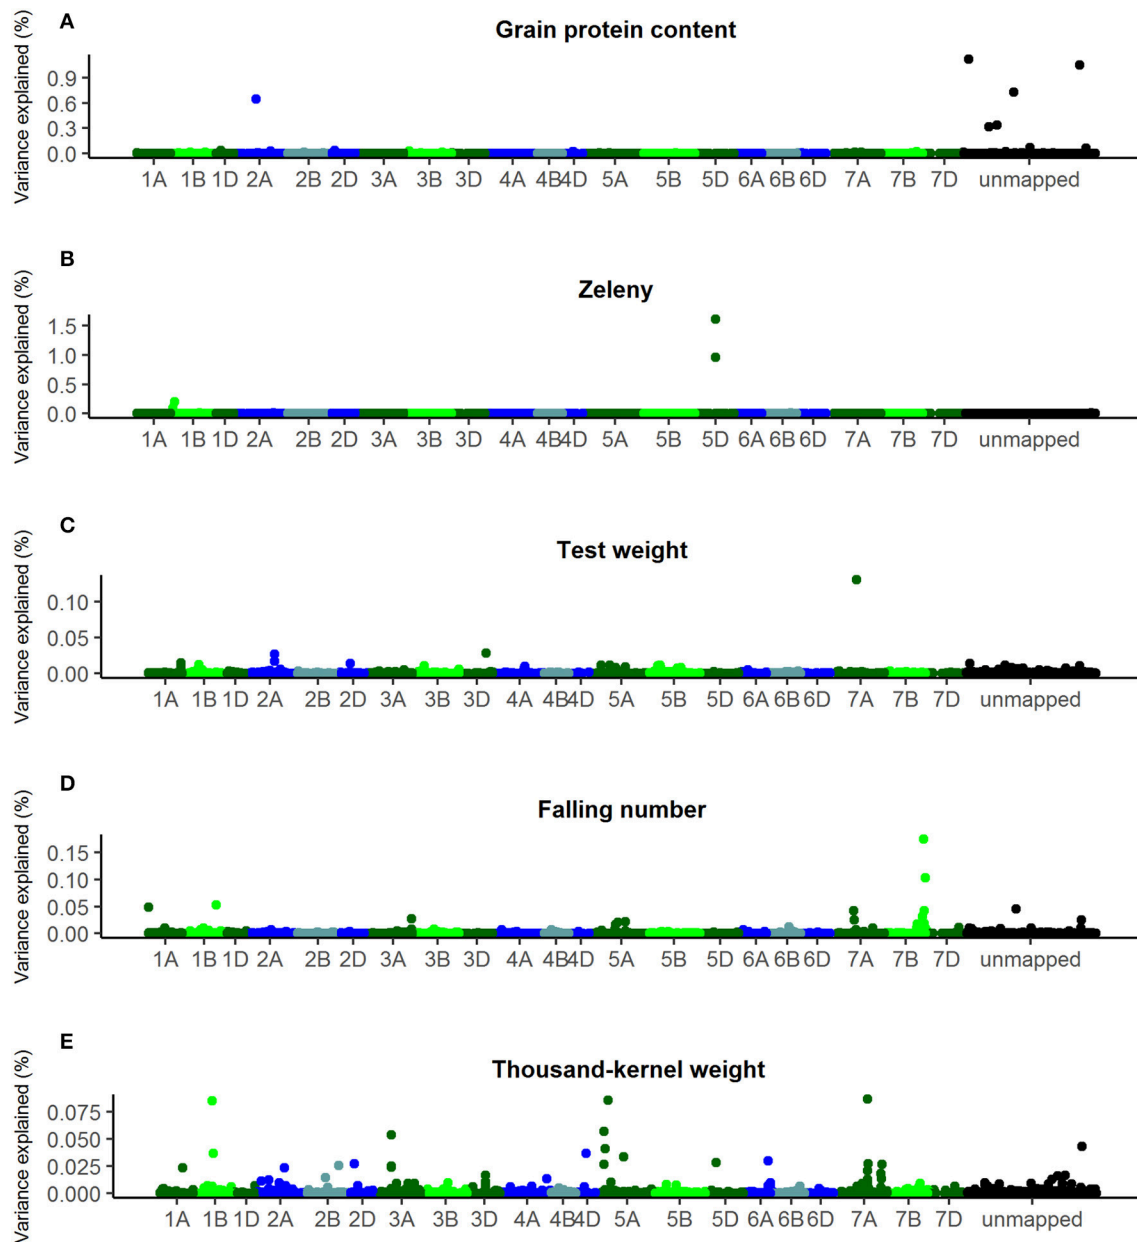 A
Grain protein content
Variance explained (%)
0.9
0.6
0.3
0.0
1A 1B 1D 2A 2B 2D 3A 3B 3D 4A 4B 4D 5A 5B 5D 6A 6B 6D 7A 7B 7D unmapped
B
Zeleny
Variance explained (%)
1.5
1.0
0.5
0.0
1A 1B 1D 2A 2B 2D 3A 3B 3D 4A 4B 4D 5A 5B 5D 6A 6B 6D 7A 7B 7D unmapped
C
Test weight
Variance explained (%)
0.10
0.05
0.00
1A 1B 1D 2A 2B 2D 3A 3B 3D 4A 4B 4D 5A 5B 5D 6A 6B 6D 7A 7B 7D unmapped
D
Falling number
Variance explained (%)
0.15
0.10
0.05
0.00
1A 1B 1D 2A 2B 2D 3A 3B 3D 4A 4B 4D 5A 5B 5D 6A 6B 6D 7A 7B 7D unmapped
E
Thousand-kernel weight
Variance explained (%)
0.075
0.050
0.025
0.000
1A 1B 1D 2A 2B 2D 3A 3B 3D 4A 4B 4D 5A 5B 5D 6A 6B 6D 7A 7B 7D unmapped